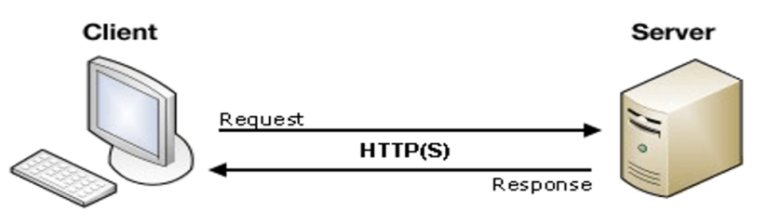 Client
Server
Request
HTTP(S)
Response